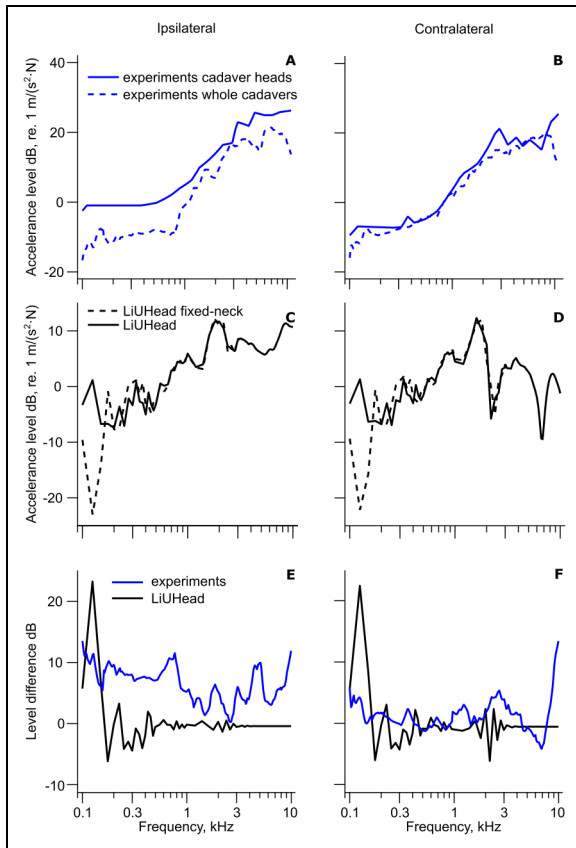 Ipsilateral
Contralateral
A
B
experiments cadaver heads
experiments whole cadavers
Accelerance level dB, re. 1 m/(s²·N)
40
20
0
-20
LiUHead fixed-neck
LiUHead
C
D
Accelerance level dB, re. 1 m/(s²·N)
10
0
-10
-20
experiments
LiUHead
E
F
Level difference dB
20
10
0
-10
0.1 0.3 1 3 10
0.1 0.3 1 3 10
Frequency, kHz
Frequency, kHz